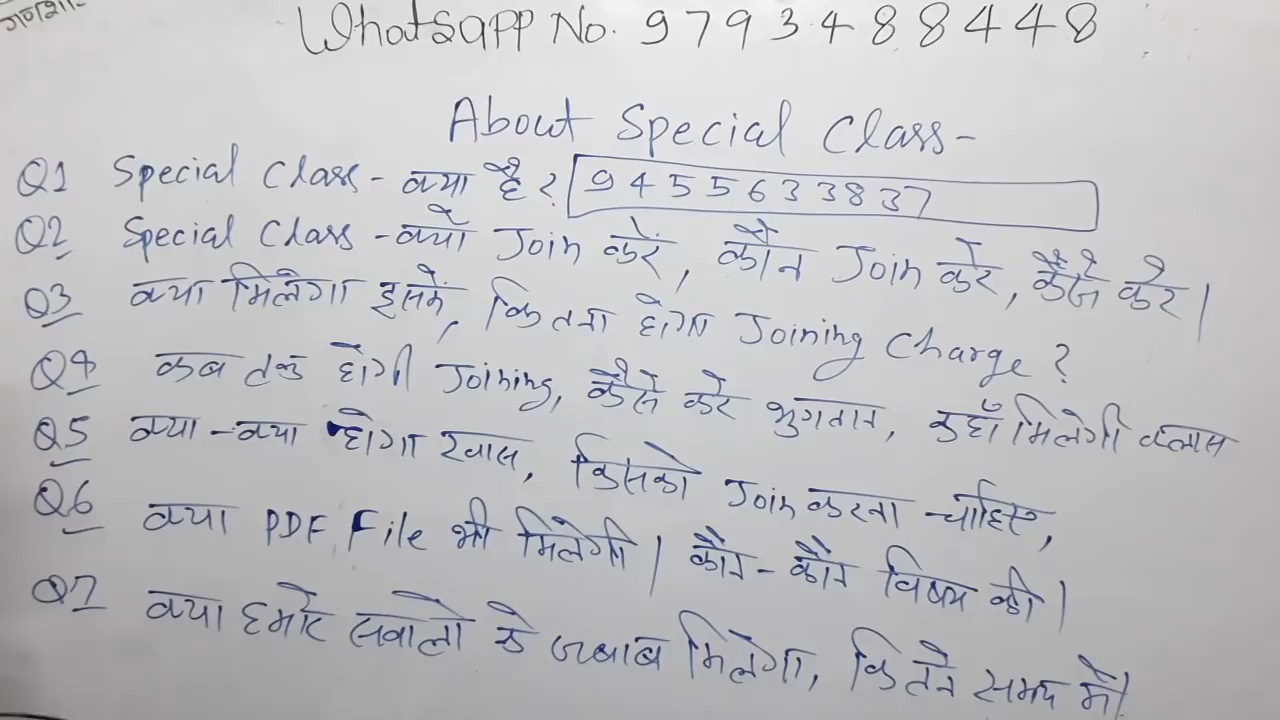 Whatsapp No. 9793488448
About Special Class-
Q1 Special Class - क्या है? 9455633837
Q2 Special Class - क्यों Join करें, कौन Join करे, कैसे करे।
Q3 क्या मिलेगा इसमें, कितना होगा Joining Charge?
Q4 कब तक होगी Joining, कैसे करे भुगतान, कहाँ मिलेगी क्लास
Q5 क्या-क्या होगा खास, किसको Join करना चाहिए,
Q6 क्या PDF File भी मिलेगी। कौन-कौन विषय की।
Q7 क्या हमारे सवालो के जबाब मिलेगा, कितने समय में।